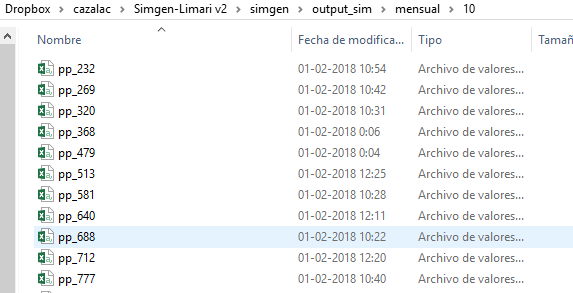 Dropbox > cazalac > Simgen-Limari v2 > simgen > output_sim > mensual > 10
Nombre Fecha de modifica... Tipo Tamañ
pp_232 01-02-2018 10:54 Archivo de valores...
pp_269 01-02-2018 10:42 Archivo de valores...
pp_320 01-02-2018 10:31 Archivo de valores...
pp_368 01-02-2018 0:06 Archivo de valores...
pp_479 01-02-2018 0:04 Archivo de valores...
pp_513 01-02-2018 12:25 Archivo de valores...
pp_581 01-02-2018 10:28 Archivo de valores...
pp_640 01-02-2018 12:11 Archivo de valores...
pp_688 01-02-2018 10:22 Archivo de valores...
pp_712 01-02-2018 12:20 Archivo de valores...
pp_777 01-02-2018 10:40 Archivo de valores...